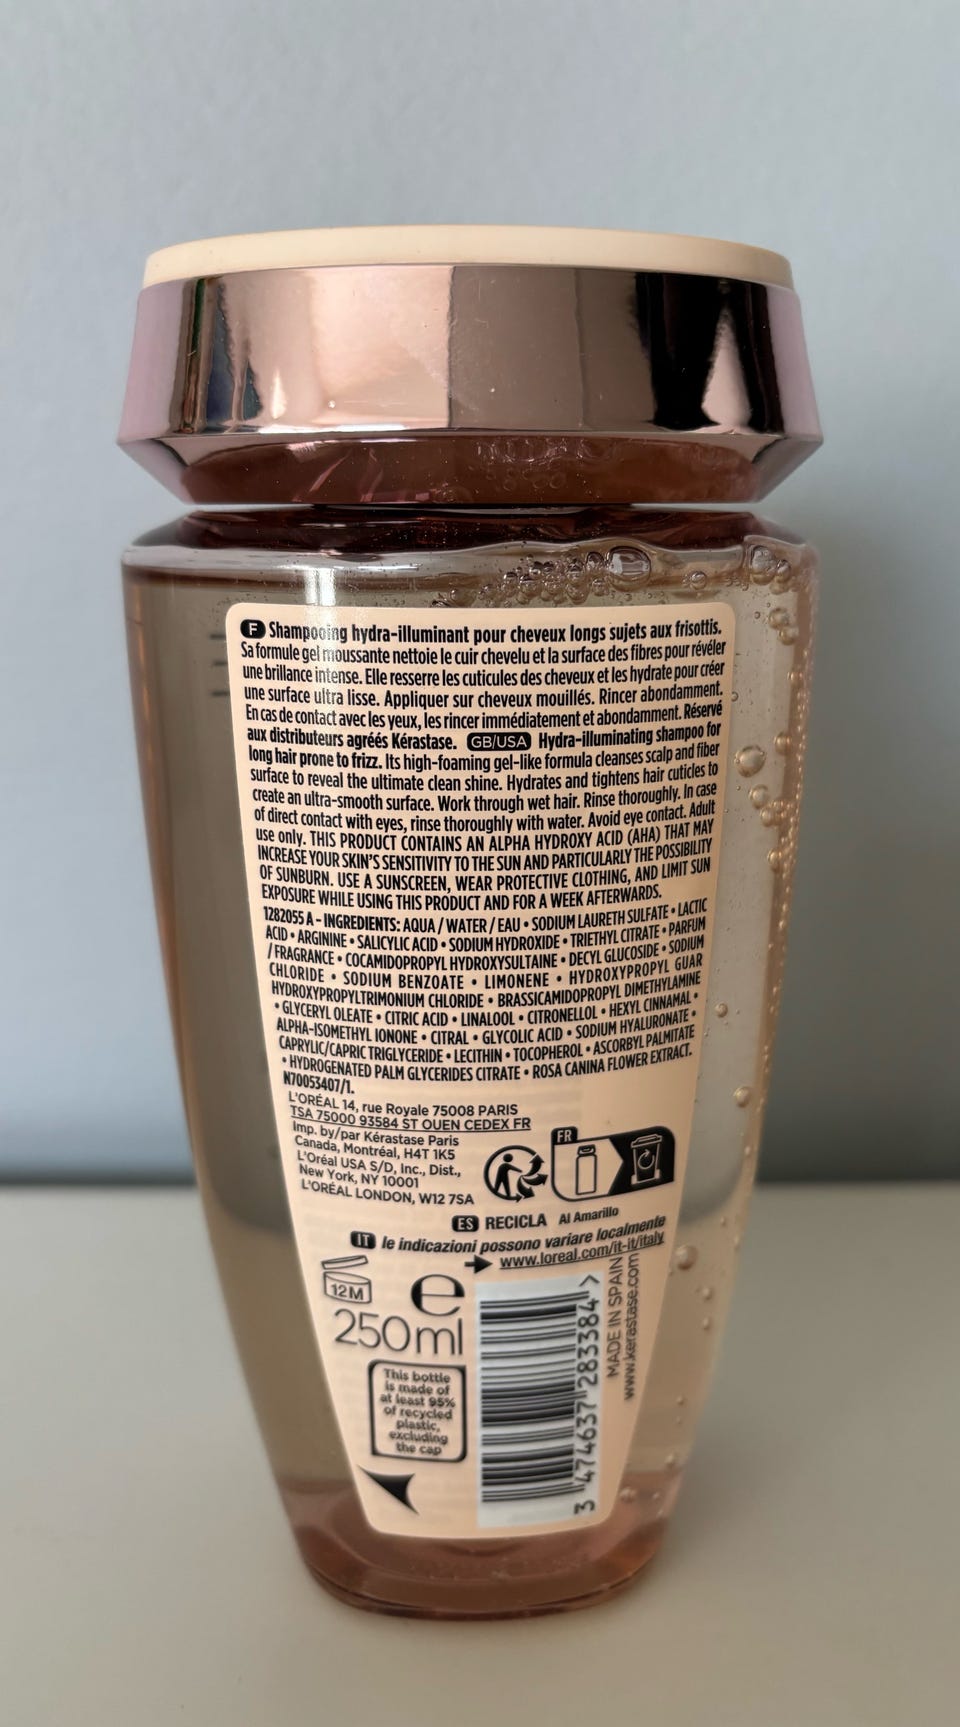 F Shampooing hydra-illuminant pour cheveux longs sujets aux frisottis.
Sa formule gel moussante nettoie le cuir chevelu et la surface des fibres pour révéler
une brillance intense. Elle resserre les cuticules des cheveux et les hydrate pour créer
une surface ultra lisse. Appliquer sur cheveux mouillés. Rincer abondamment.
En cas de contact avec les yeux, les rincer immédiatement et abondamment. Réservé
aux distributeurs agréés Kérastase. GB/USA Hydra-illuminating shampoo for
long hair prone to frizz. Its high-foaming gel-like formula cleanses scalp and fiber
surface to reveal the ultimate clean shine. Hydrates and tightens hair cuticles to
create an ultra-smooth surface. Work through wet hair. Rinse thoroughly. In case
of direct contact with eyes, rinse thoroughly with water. Avoid eye contact. Adult
use only. THIS PRODUCT CONTAINS AN ALPHA HYDROXY ACID (AHA) THAT MAY
INCREASE YOUR SKIN'S SENSITIVITY TO THE SUN AND PARTICULARLY THE POSSIBILITY
OF SUNBURN. USE A SUNSCREEN, WEAR PROTECTIVE CLOTHING, AND LIMIT SUN
EXPOSURE WHILE USING THIS PRODUCT AND FOR A WEEK AFTERWARDS.
1282055 A - INGREDIENTS: AQUA / WATER / EAU • SODIUM LAURETH SULFATE • LACTIC
ACID • ARGININE • SALICYLIC ACID • SODIUM HYDROXIDE • TRIETHYL CITRATE • PARFUM
/ FRAGRANCE • COCAMIDOPROPYL HYDROXYSULTAINE • DECYL GLUCOSIDE • SODIUM
CHLORIDE • SODIUM BENZOATE • LIMONENE • HYDROXYPROPYL GUAR
HYDROXYPROPYLTRIMONIUM CHLORIDE • BRASSICAMIDOPROPYL DIMETHYLAMINE
• GLYCERYL OLEATE • CITRIC ACID • LINALOOL • CITRONELLOL • HEXYL CINNAMAL •
ALPHA-ISOMETHYL IONONE • CITRAL • GLYCOLIC ACID • SODIUM HYALURONATE •
CAPRYLIC/CAPRIC TRIGLYCERIDE • LECITHIN • TOCOPHEROL • ASCORBYL PALMITATE
• HYDROGENATED PALM GLYCERIDES CITRATE • ROSA CANINA FLOWER EXTRACT.
N70053407/1.
L'ORÉAL 14, rue Royale 75008 PARIS
TSA 75000 93584 ST OUEN CEDEX FR
Imp. by/par Kérastase Paris
Canada, Montréal, H4T 1K5
L'Oréal USA S/D, Inc., Dist.,
New York, NY 10001
L'ORÉAL LONDON, W12 7SA
FR
ES RECICLA Al Amarillo
IT le indicazioni possono variare localmente
www.loreal.com/it-it/italy
12M
e
250ml
This bottle
is made of
at least 95%
of recycled
plastic,
excluding
the cap
3 474637 283384 >
MADE IN SPAIN
www.kerastase.com